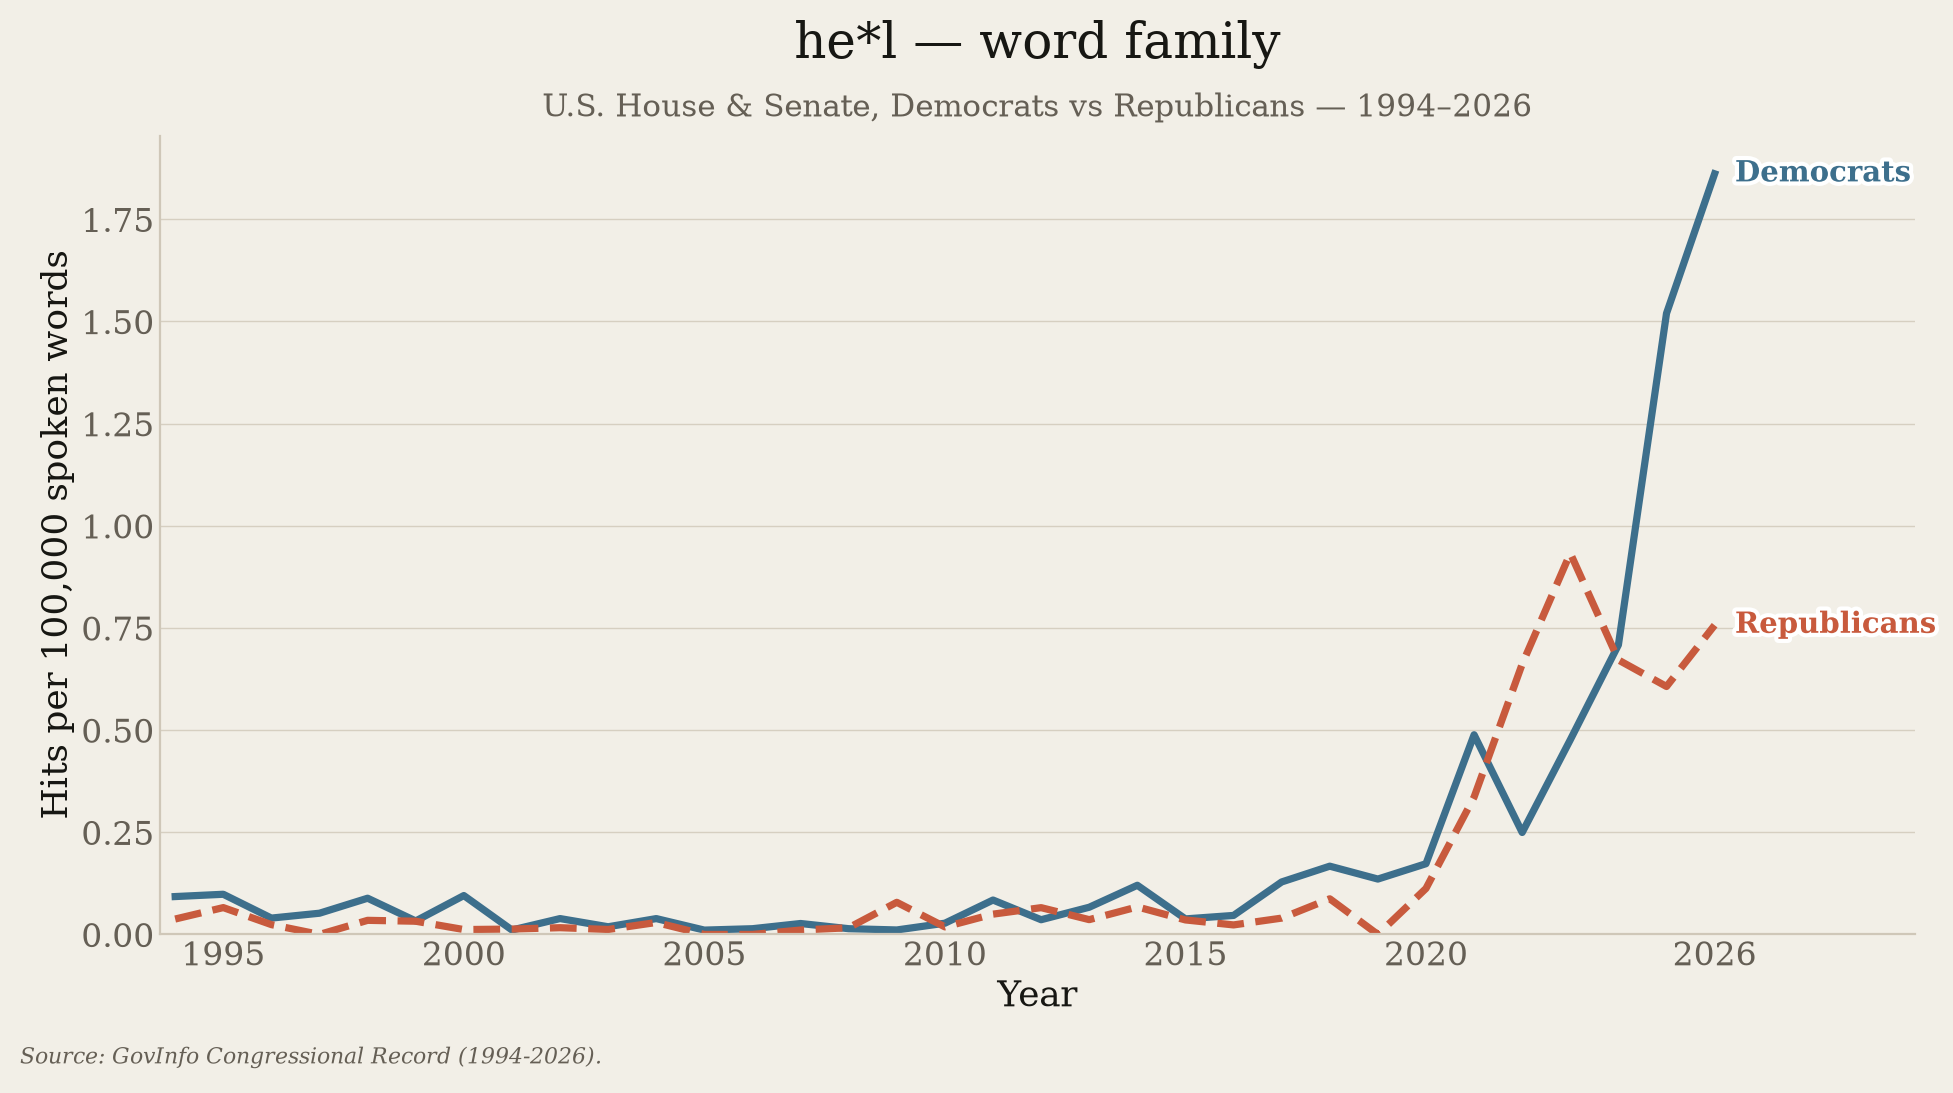 he*l — word family
U.S. House & Senate, Democrats vs Republicans — 1994–2026
Hits per 100,000 spoken words
1.75
1.50
1.25
1.00
0.75
0.50
0.25
0.00
Democrats
Republicans
1995 2000 2005 2010 2015 2020 2026
Year
Source: GovInfo Congressional Record (1994-2026).